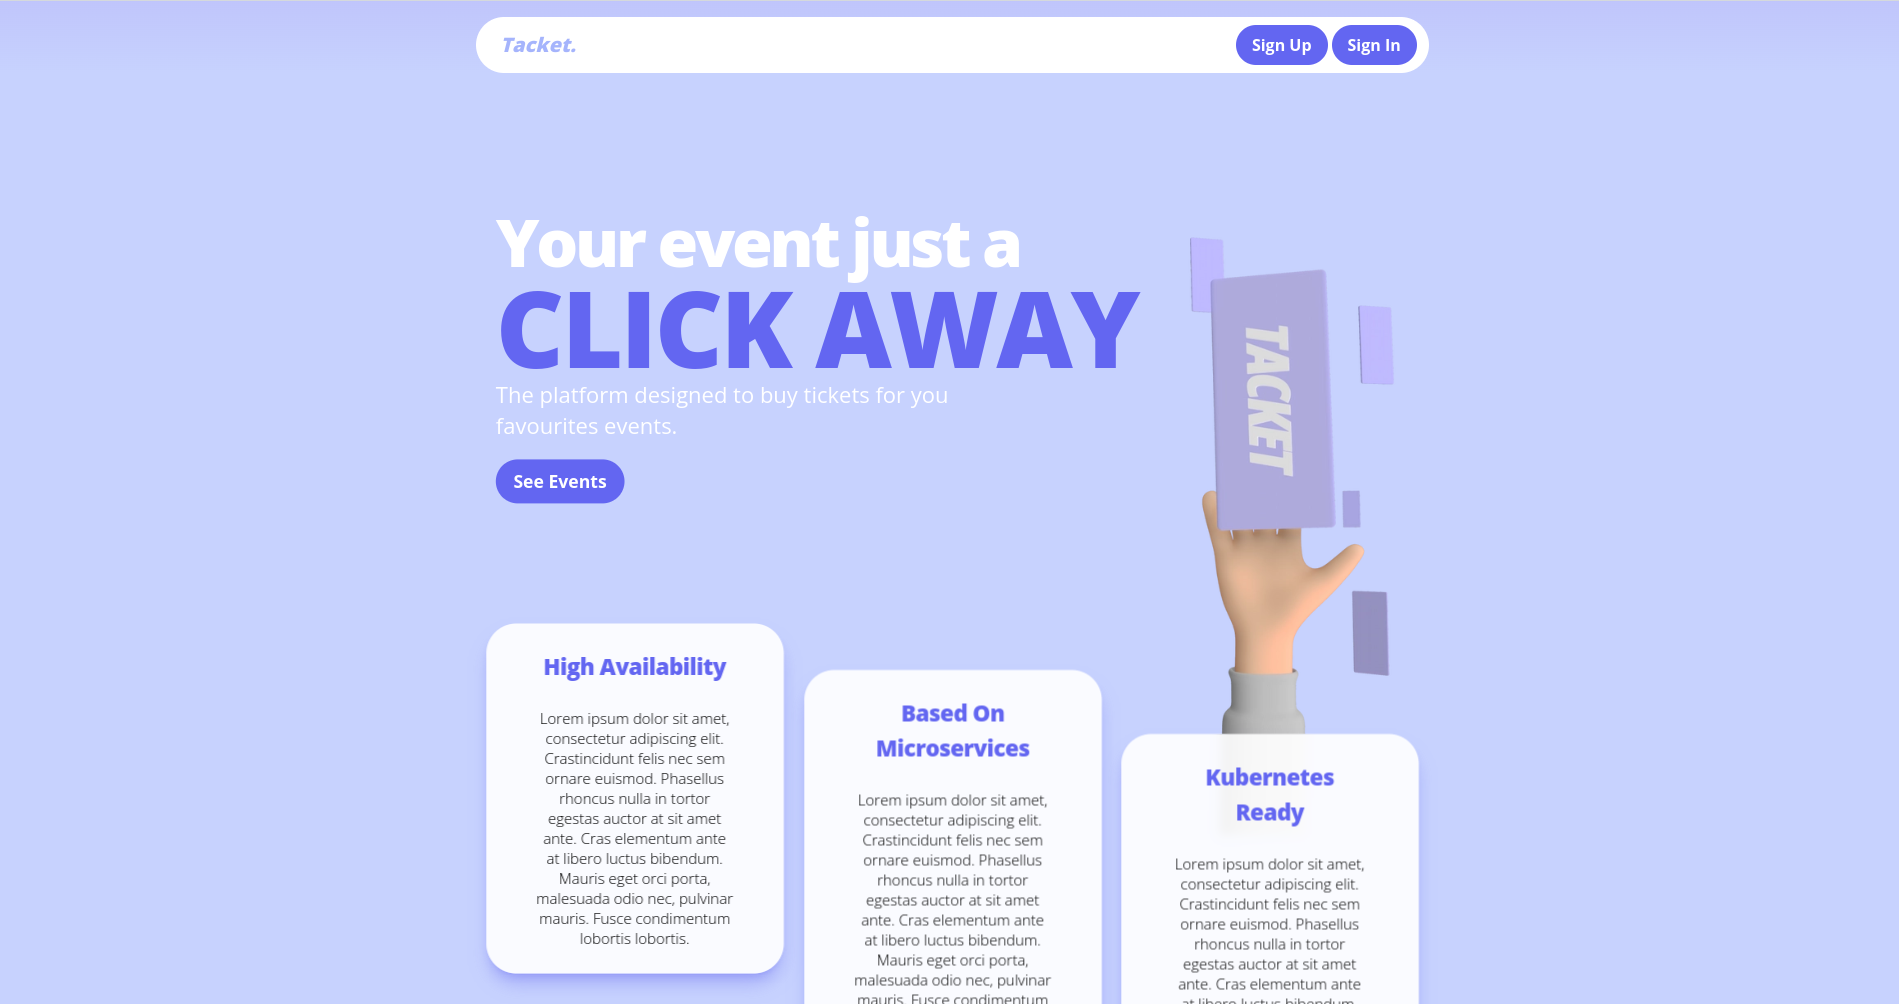 Tacket.
Sign Up
Sign In
Your event just a
CLICK AWAY
The platform designed to buy tickets for you
favourites events.
See Events
TACKET
High Availability
Lorem ipsum dolor sit amet,
consectetur adipiscing elit.
Crastincidunt felis nec sem
ornare euismod. Phasellus
rhoncus nulla in tortor
egestas auctor at sit amet
ante. Cras elementum ante
at libero luctus bibendum.
Mauris eget orci porta,
malesuada odio nec, pulvinar
mauris. Fusce condimentum
lobortis lobortis.
Based On
Microservices
Lorem ipsum dolor sit amet,
consectetur adipiscing elit.
Crastincidunt felis nec sem
ornare euismod. Phasellus
rhoncus nulla in tortor
egestas auctor at sit amet
ante. Cras elementum ante
at libero luctus bibendum.
Mauris eget orci porta,
malesuada odio nec, pulvinar
mauris. Fusce condimentum
Kubernetes
Ready
Lorem ipsum dolor sit amet,
consectetur adipiscing elit.
Crastincidunt felis nec sem
ornare euismod. Phasellus
rhoncus nulla in tortor
egestas auctor at sit amet
ante. Cras elementum ante
at libero luctus bibendum.